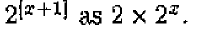 2^{[x+1]} as 2 × 2^x.